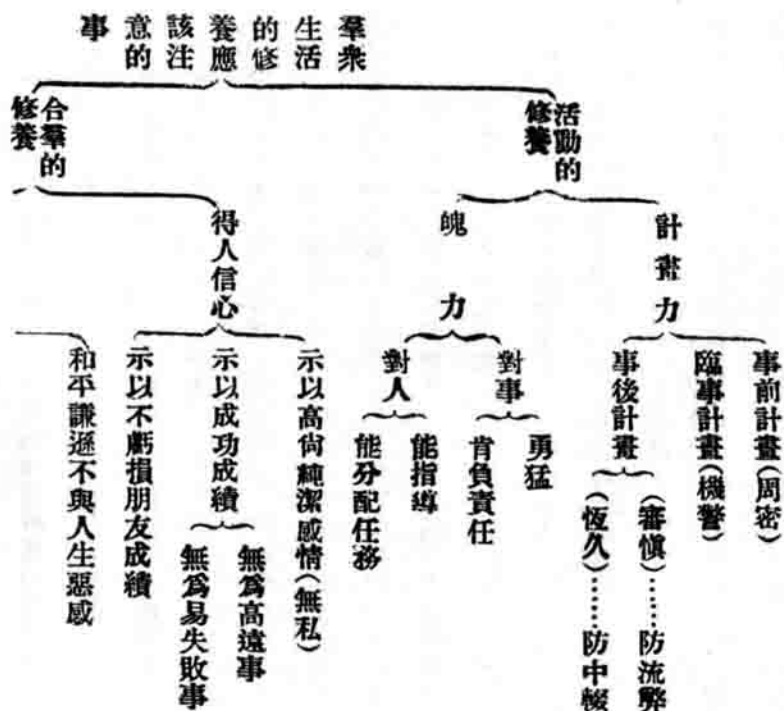 羣衆
生活
的修
養應
該注
意的
事
活動的
修養
計畫力
事前計畫(周密)
臨事計畫(機警)
事後計畫
(審愼)……防流弊
(恆久)……防中輟
魄力
對事
勇猛
肯負責任
對人
能指導
能分配任務
合羣的
修養
得人信心
示以高尙純潔感情(無私)
示以成功成績
無爲高遠事
無爲易失敗事
示以不虧損朋友成績
和平謙遜不與人生惡感